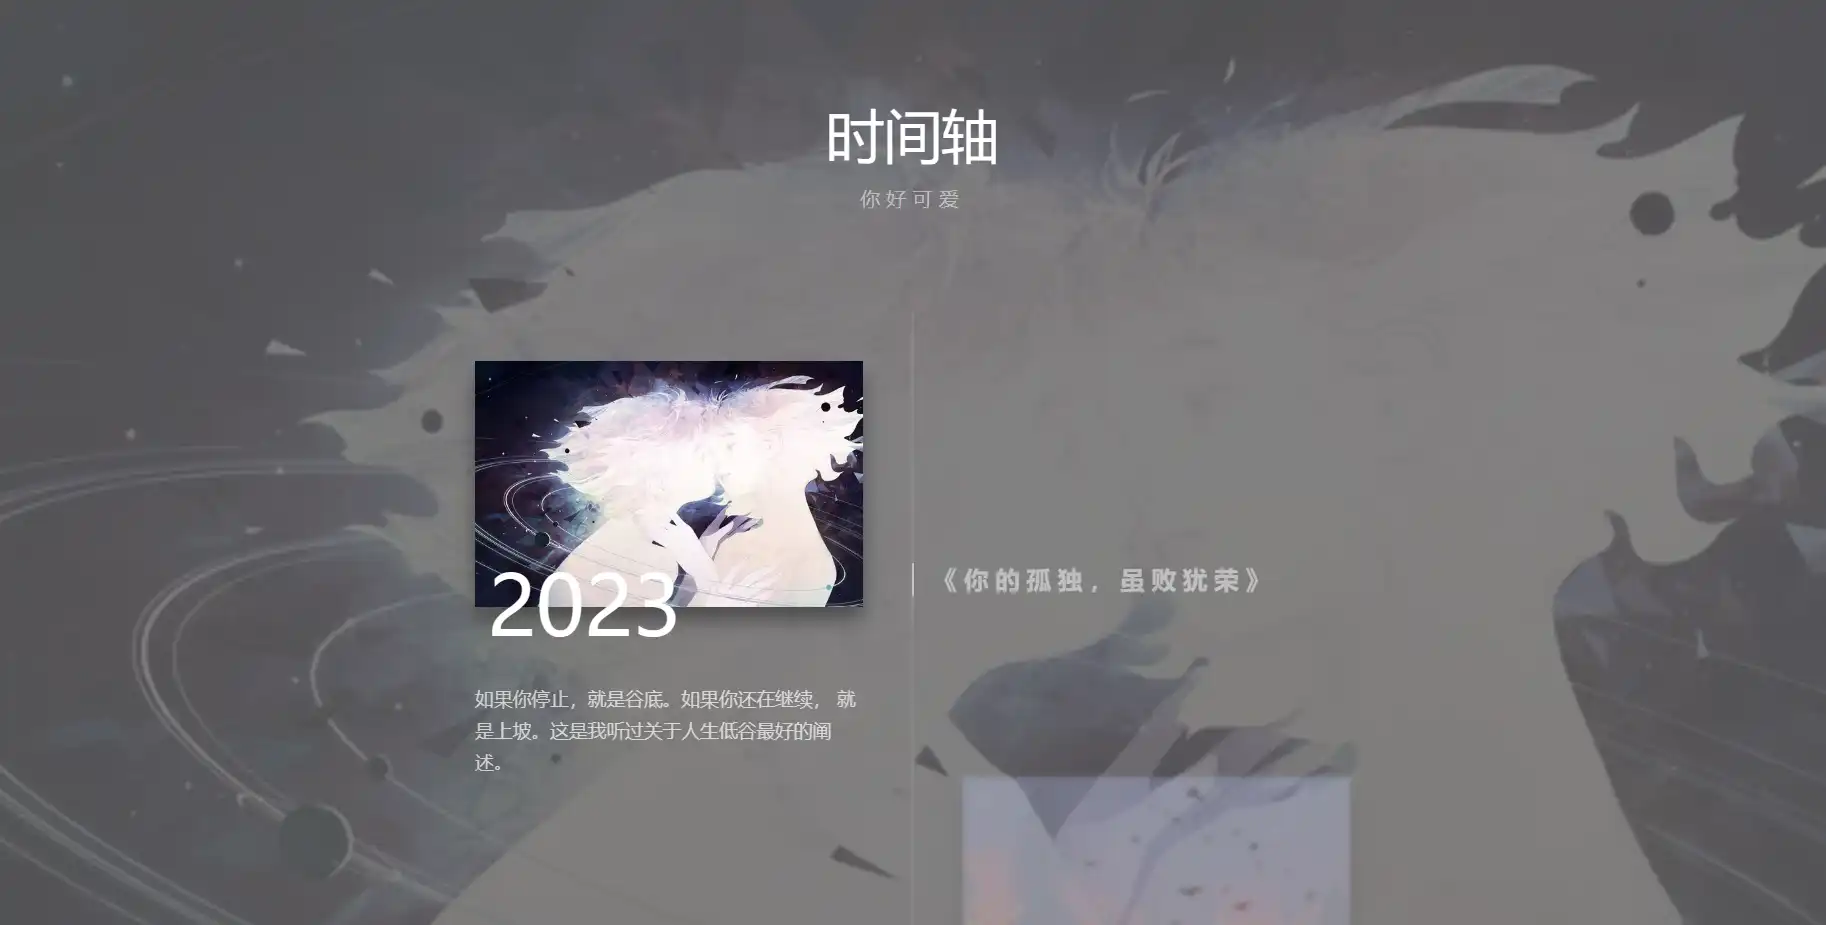 时间轴
你好可爱
2023
《你的孤独，虽败犹荣》
如果你停止，就是谷底。如果你还在继续， 就
是上坡。这是我听过关于人生低谷最好的阐
述。